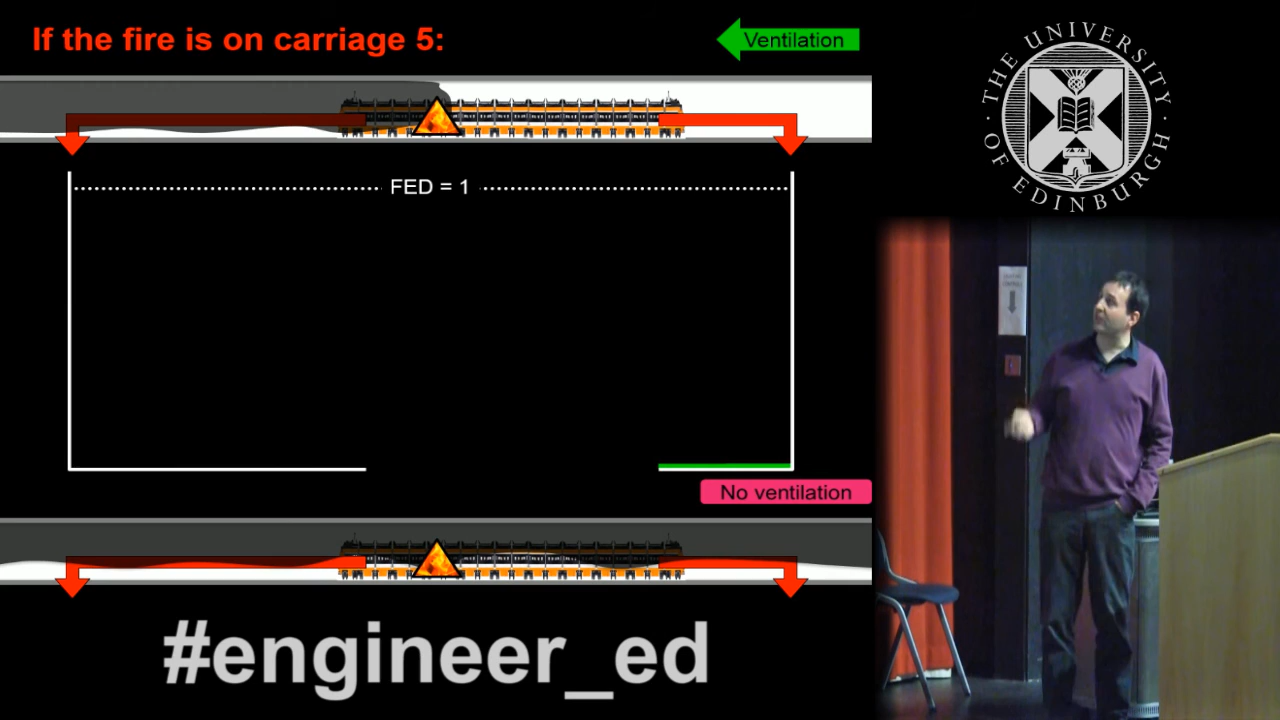 If the fire is on carriage 5:
Ventilation
FED = 1
No ventilation
#engineer_ed
THE UNIVERSITY
· OF EDINBURGH ·